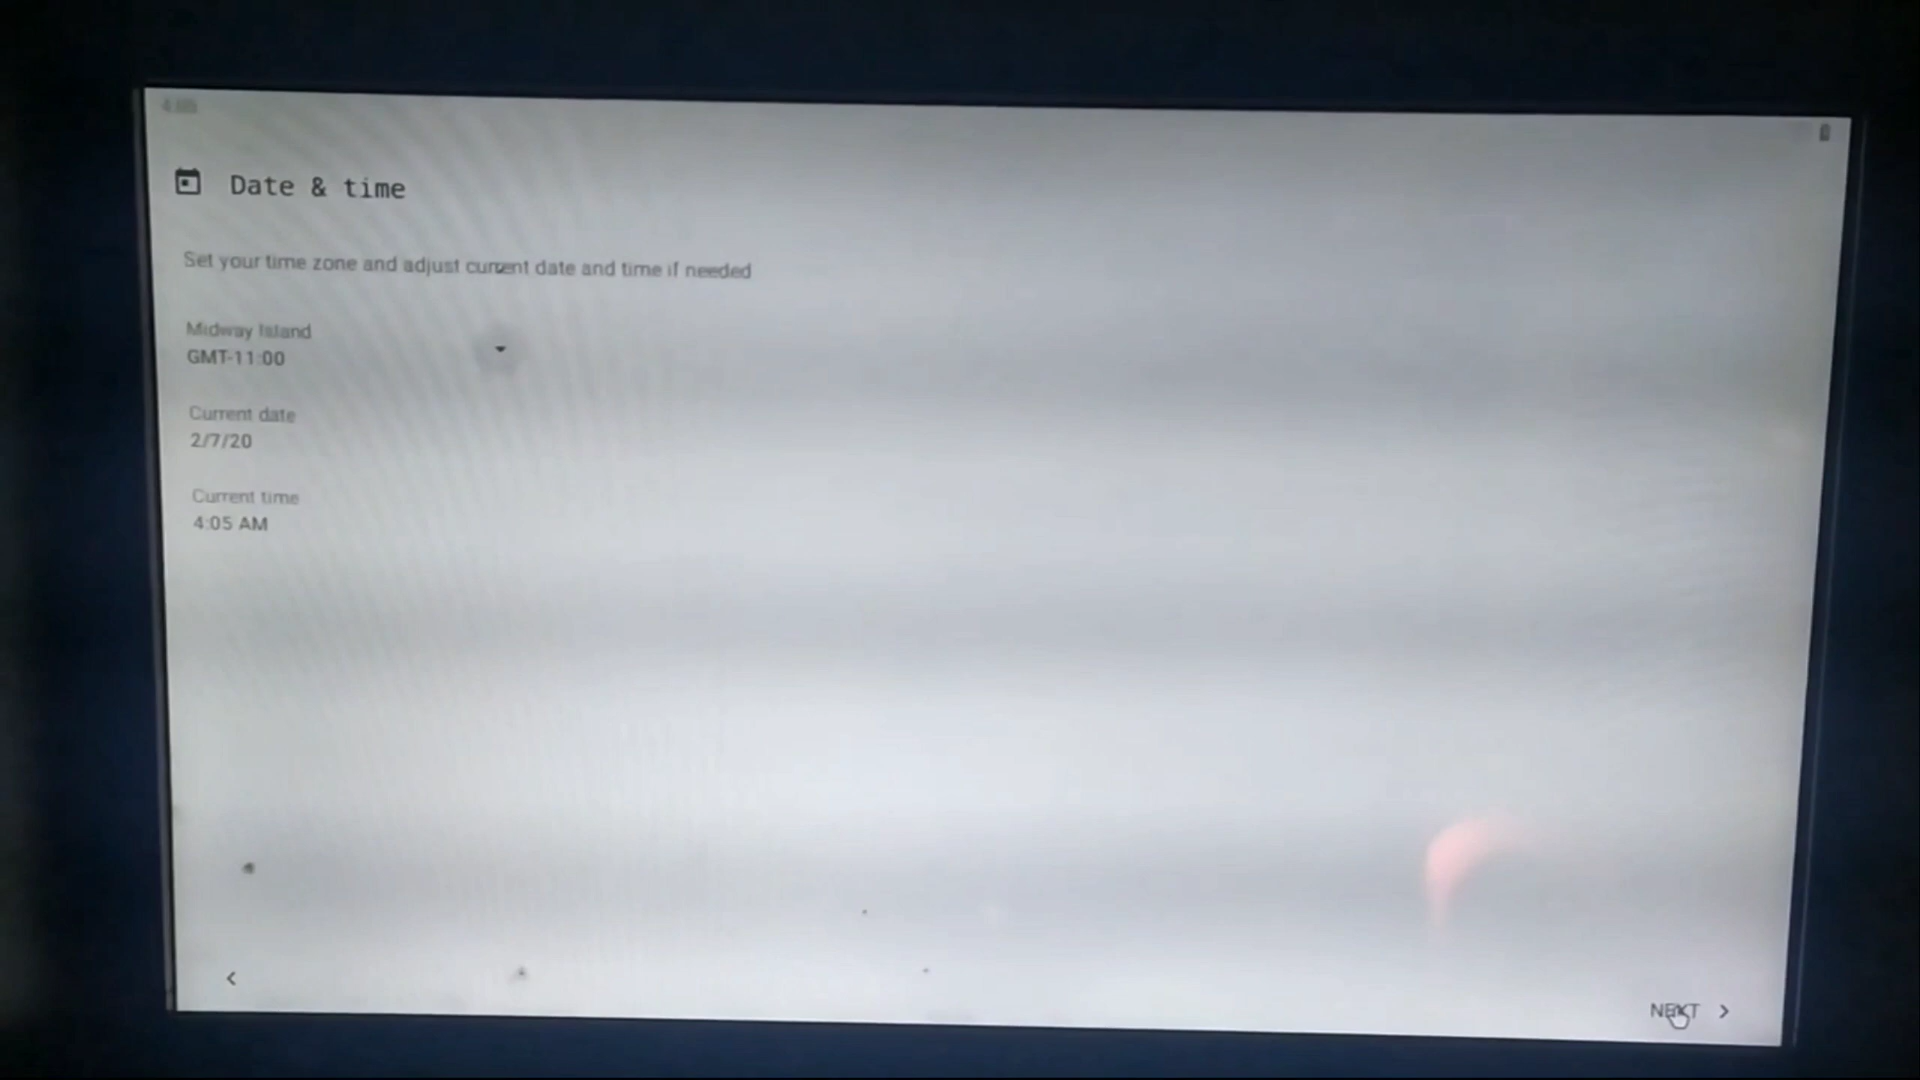 Date & time
Set your time zone and adjust current date and time if needed
Midway Island
GMT-11:00
Current date
2/7/20
Current time
4:05 AM
NEXT